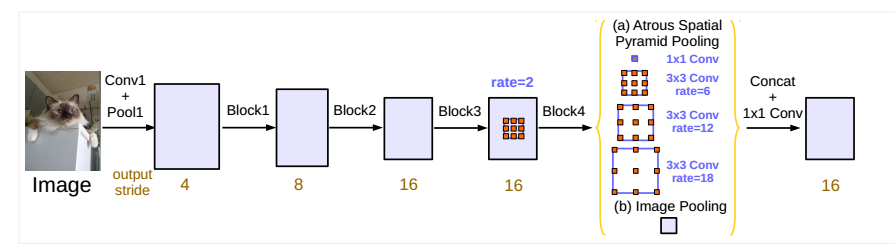 Image
Conv1
+
Pool1
output
stride
4
Block1
8
Block2
16
Block3
rate=2
16
Block4
(a) Atrous Spatial
Pyramid Pooling
1x1 Conv
3x3 Conv
rate=6
3x3 Conv
rate=12
3x3 Conv
rate=18
(b) Image Pooling
Concat
+
1x1 Conv
16